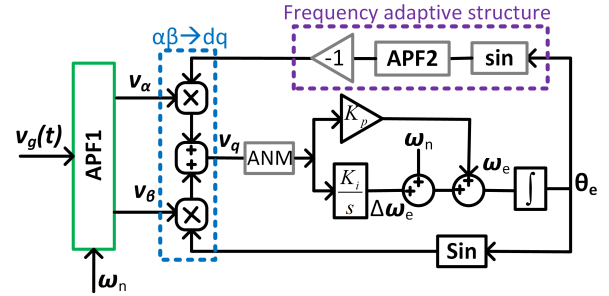 Frequency adaptive structure
αβ→dq
-1
APF2
sin
v_α
×
K_p
v_g(t)
APF1
+
+
v_q
ANM
ω_n
ω_e
K_i
s
Δω_e
+
+
+
+
∫
θ_e
v_β
×
Sin
ω_n